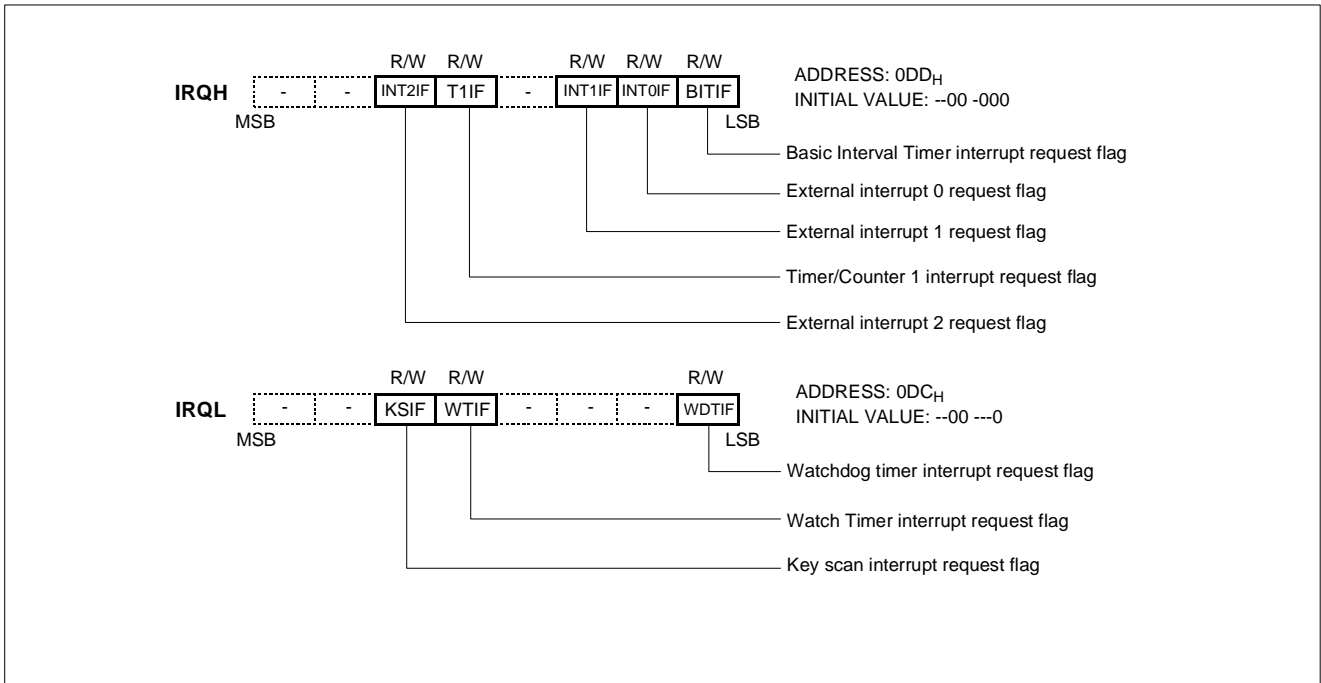 R/W R/W R/W R/W R/W
IRQH - - INT2IF T1IF - INT1IF INT0IF BITIF
MSB LSB
ADDRESS: 0DDH
INITIAL VALUE: --00 -000
Basic Interval Timer interrupt request flag
External interrupt 0 request flag
External interrupt 1 request flag
Timer/Counter 1 interrupt request flag
External interrupt 2 request flag
R/W R/W R/W
IRQL - - KSIF WTIF - - - WDTIF
MSB LSB
ADDRESS: 0DCH
INITIAL VALUE: --00 ---0
Watchdog timer interrupt request flag
Watch Timer interrupt request flag
Key scan interrupt request flag